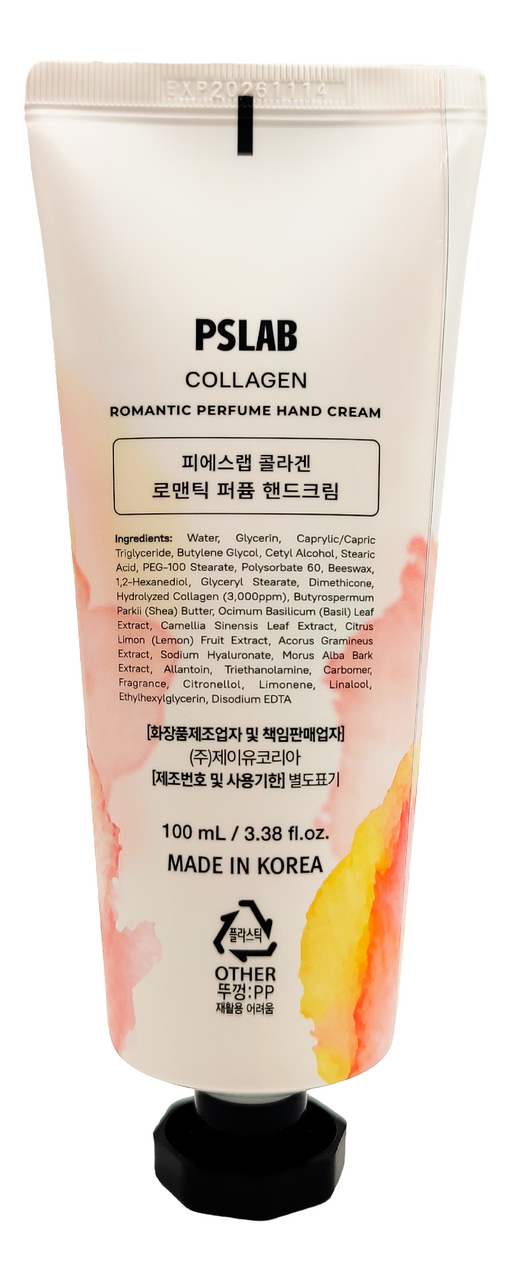 EXP20261114
PSLAB
COLLAGEN
ROMANTIC PERFUME HAND CREAM
피에스랩 콜라겐
로맨틱 퍼퓸 핸드크림
Ingredients: Water, Glycerin, Caprylic/Capric
Triglyceride, Butylene Glycol, Cetyl Alcohol, Stearic
Acid, PEG-100 Stearate, Polysorbate 60, Beeswax,
1,2-Hexanediol, Glyceryl Stearate, Dimethicone,
Hydrolyzed Collagen (3,000ppm), Butyrospermum
Parkii (Shea) Butter, Ocimum Basilicum (Basil) Leaf
Extract, Camellia Sinensis Leaf Extract, Citrus
Limon (Lemon) Fruit Extract, Acorus Gramineus
Extract, Sodium Hyaluronate, Morus Alba Bark
Extract, Allantoin, Triethanolamine, Carbomer,
Fragrance, Citronellol, Limonene, Linalool,
Ethylhexylglycerin, Disodium EDTA
[화장품제조업자 및 책임판매업자]
(주)제이유코리아
[제조번호 및 사용기한] 별도표기
100 mL / 3.38 fl.oz.
MADE IN KOREA
플라스틱
OTHER
뚜껑:PP
재활용 어려움